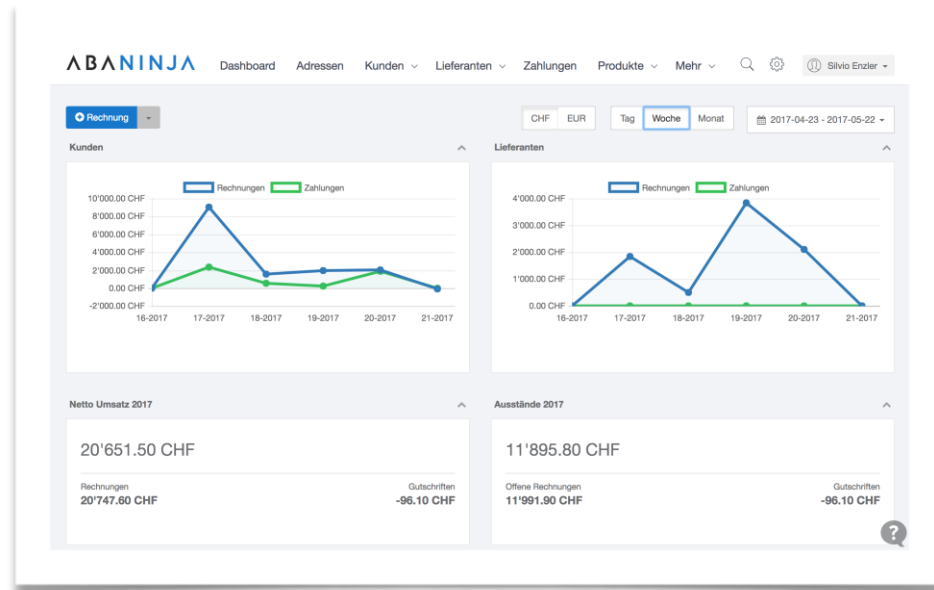 ABANINJA Dashboard Adressen Kunden Lieferanten Zahlungen Produkte Mehr Silvio Enzler
Rechnung CHF EUR Tag Woche Monat 2017-04-23 - 2017-05-22
Kunden
Rechnungen Zahlungen
10'000.00 CHF
8'000.00 CHF
6'000.00 CHF
4'000.00 CHF
2'000.00 CHF
0.00 CHF
-2'000.00 CHF
16-2017 17-2017 18-2017 19-2017 20-2017 21-2017
Lieferanten
Rechnungen Zahlungen
4'000.00 CHF
3'000.00 CHF
2'000.00 CHF
1'000.00 CHF
0.00 CHF
16-2017 17-2017 18-2017 19-2017 20-2017 21-2017
Netto Umsatz 2017
20'651.50 CHF
Rechnungen Gutschriften
20'747.60 CHF -96.10 CHF
Ausstände 2017
11'895.80 CHF
Offene Rechnungen Gutschriften
11'991.90 CHF -96.10 CHF
?